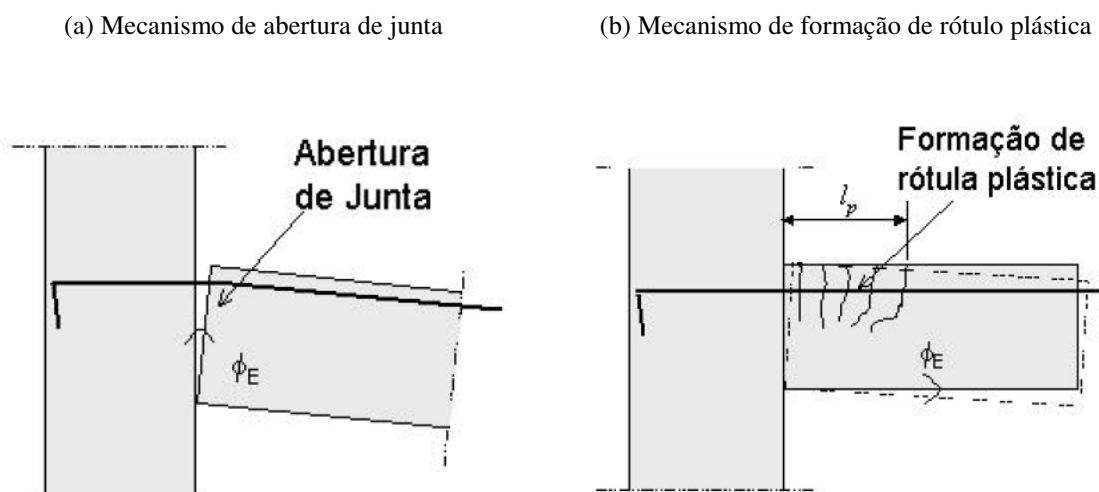 (a) Mecanismo de abertura de junta
(b) Mecanismo de formação de rótulo plástica
Abertura
de Junta
ϕE
Formação de
rótula plástica
lp
ϕE